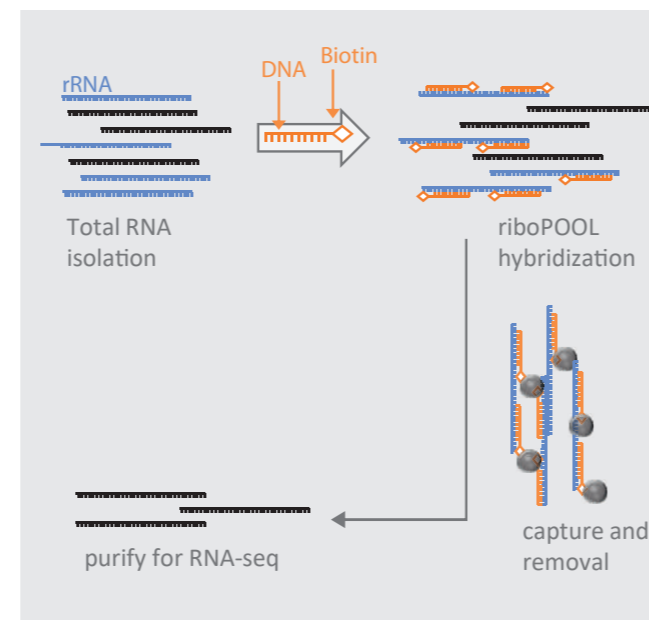 rRNA
DNA
Biotin
Total RNA
isolation
riboPOOL
hybridization
capture and
removal
purify for RNA-seq